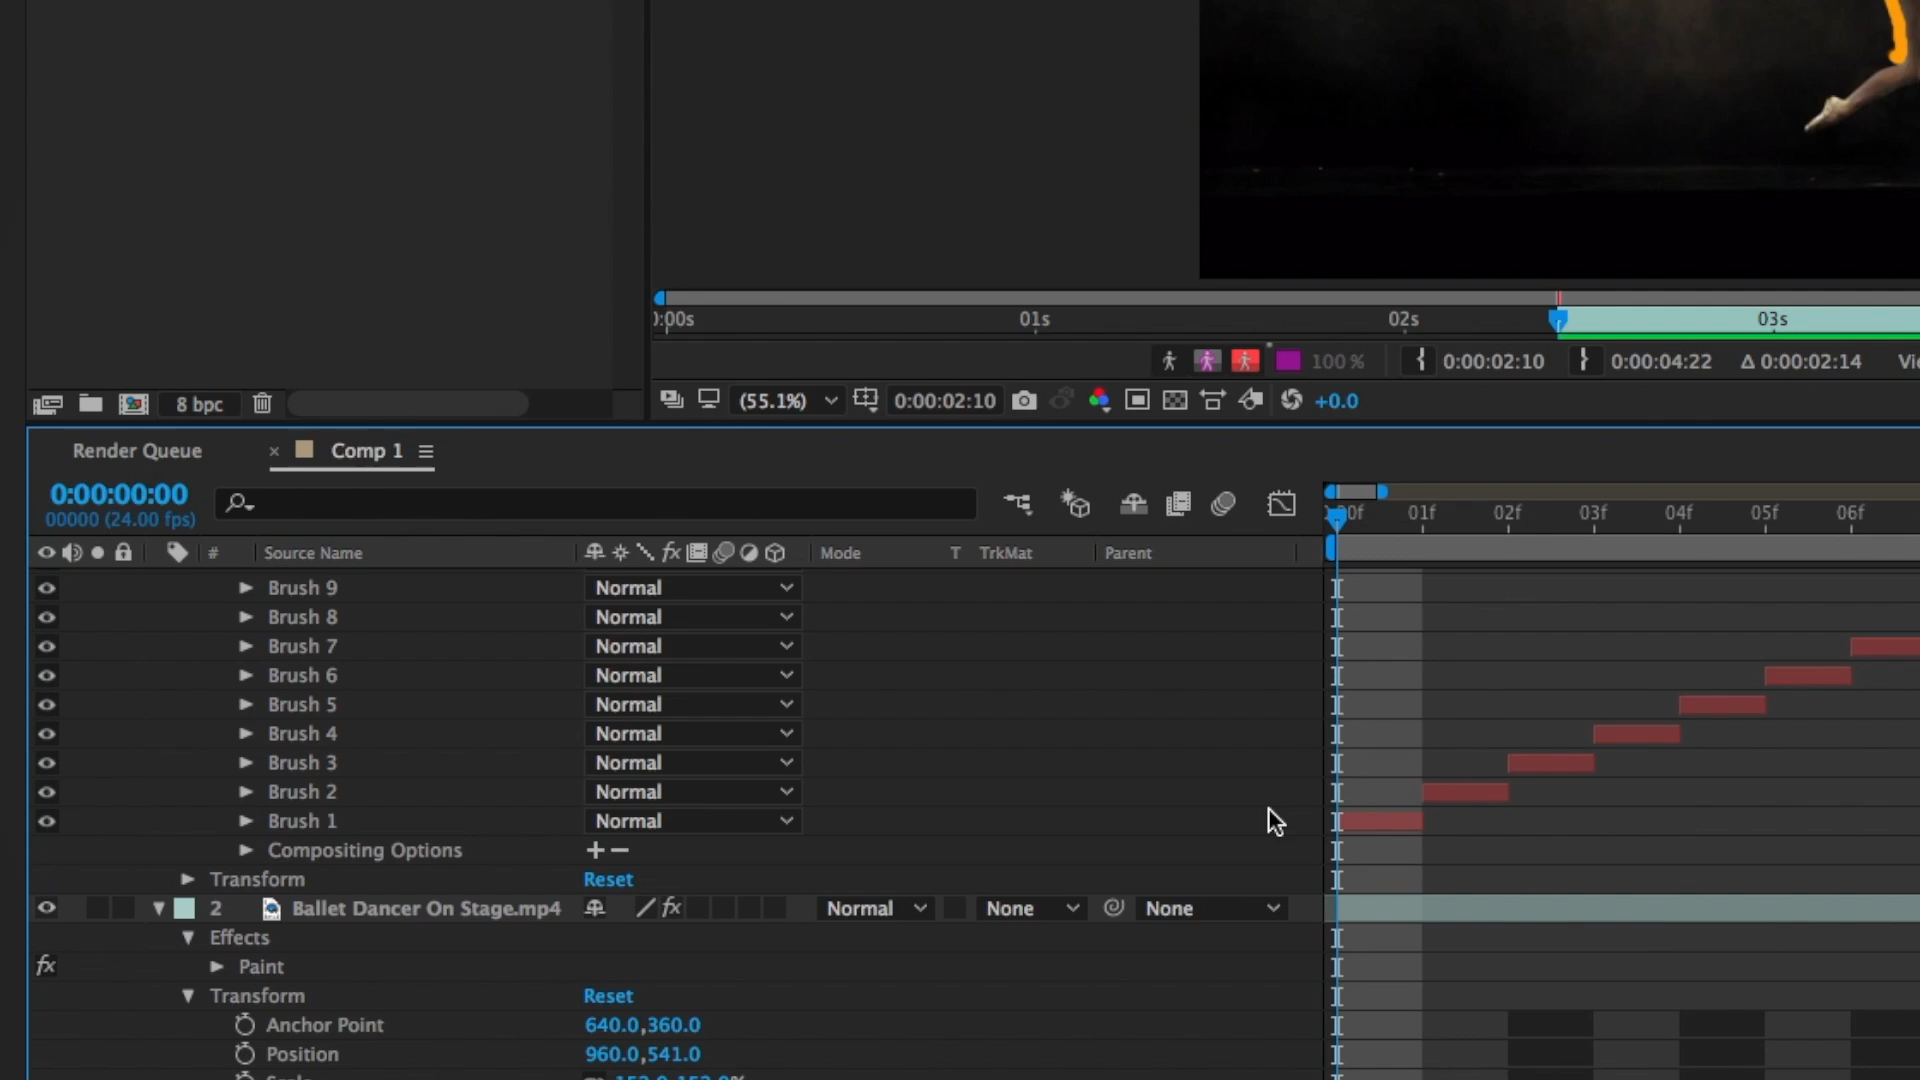 ):00s 01s 02s 03s
100 % 0:00:02:10 0:00:04:22 Δ 0:00:02:14
8 bpc (55.1%) 0:00:02:10 +0.0
Render Queue × Comp 1
0:00:00:00
00000 (24.00 fps)
00f 01f 02f 03f 04f 05f 06f
# Source Name fx Mode T TrkMat Parent
Brush 9 Normal
Brush 8 Normal
Brush 7 Normal
Brush 6 Normal
Brush 5 Normal
Brush 4 Normal
Brush 3 Normal
Brush 2 Normal
Brush 1 Normal
Compositing Options +−
Transform Reset
2 Ballet Dancer On Stage.mp4 fx Normal None None
Effects
fx Paint
Transform Reset
Anchor Point 640.0,360.0
Position 960.0,541.0